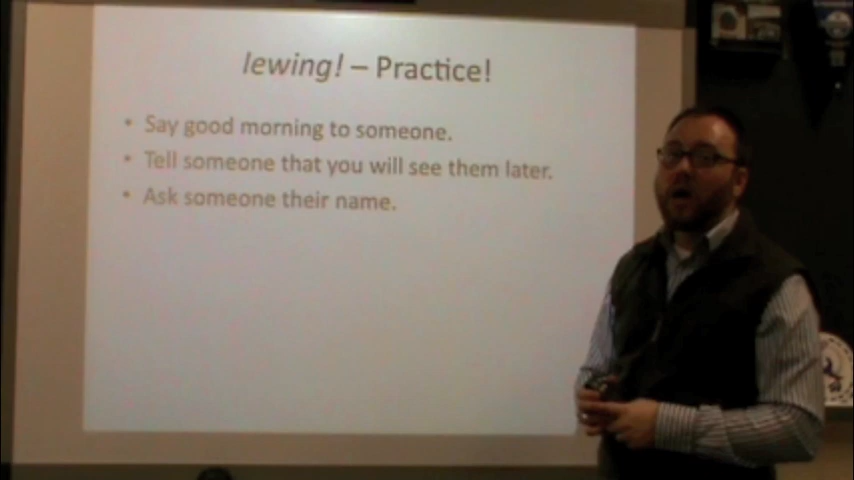 lewing! – Practice!
• Say good morning to someone.
• Tell someone that you will see them later.
• Ask someone their name.